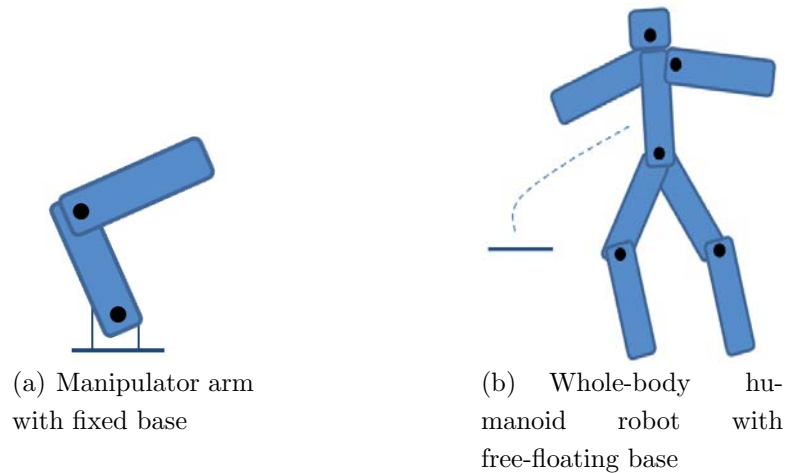 (a) Manipulator arm
with fixed base
(b) Whole-body hu-
manoid robot with
free-floating base